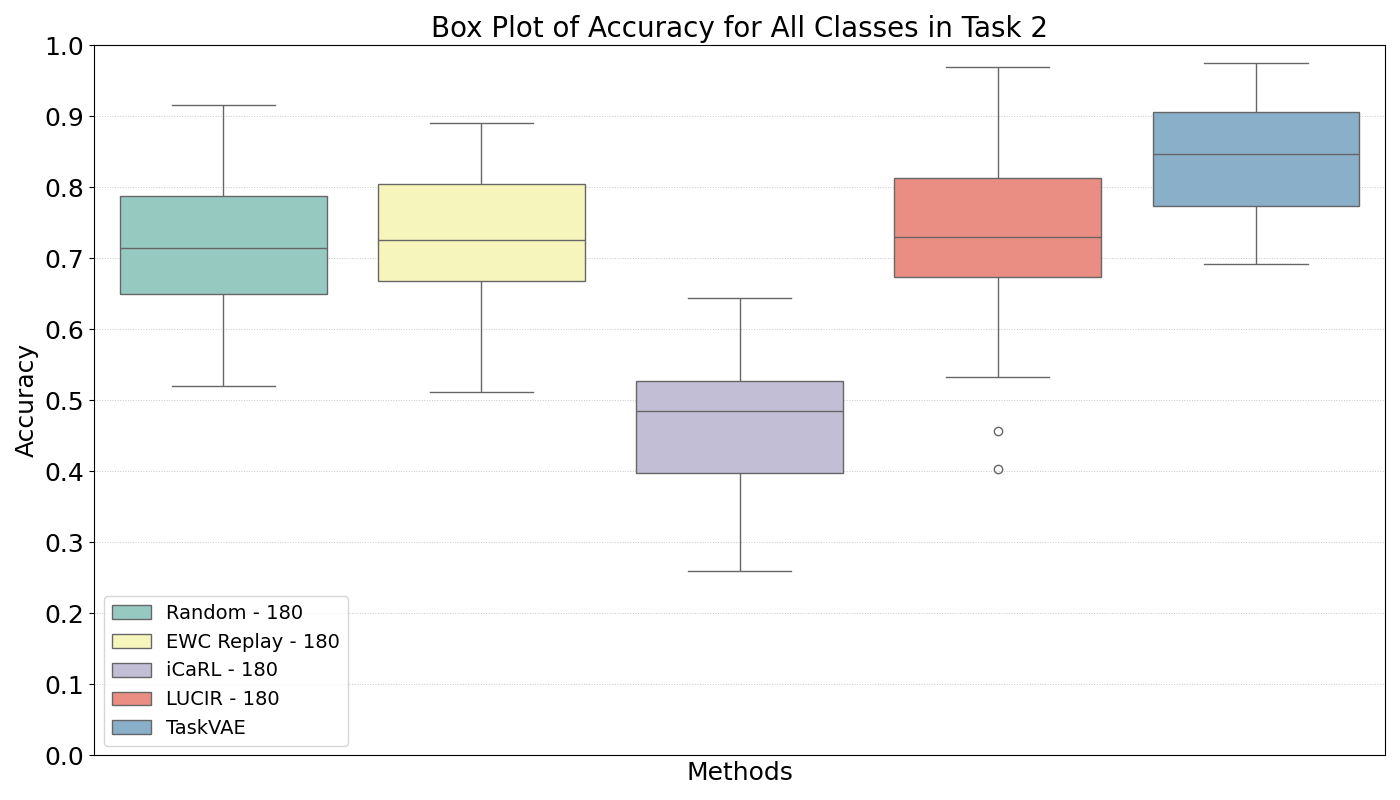 Box Plot of Accuracy for All Classes in Task 2
1.0
0.9
0.8
0.7
0.6
0.5
0.4
0.3
0.2
0.1
0.0
Accuracy
Random - 180
EWC Replay - 180
iCaRL - 180
LUCIR - 180
TaskVAE
Methods